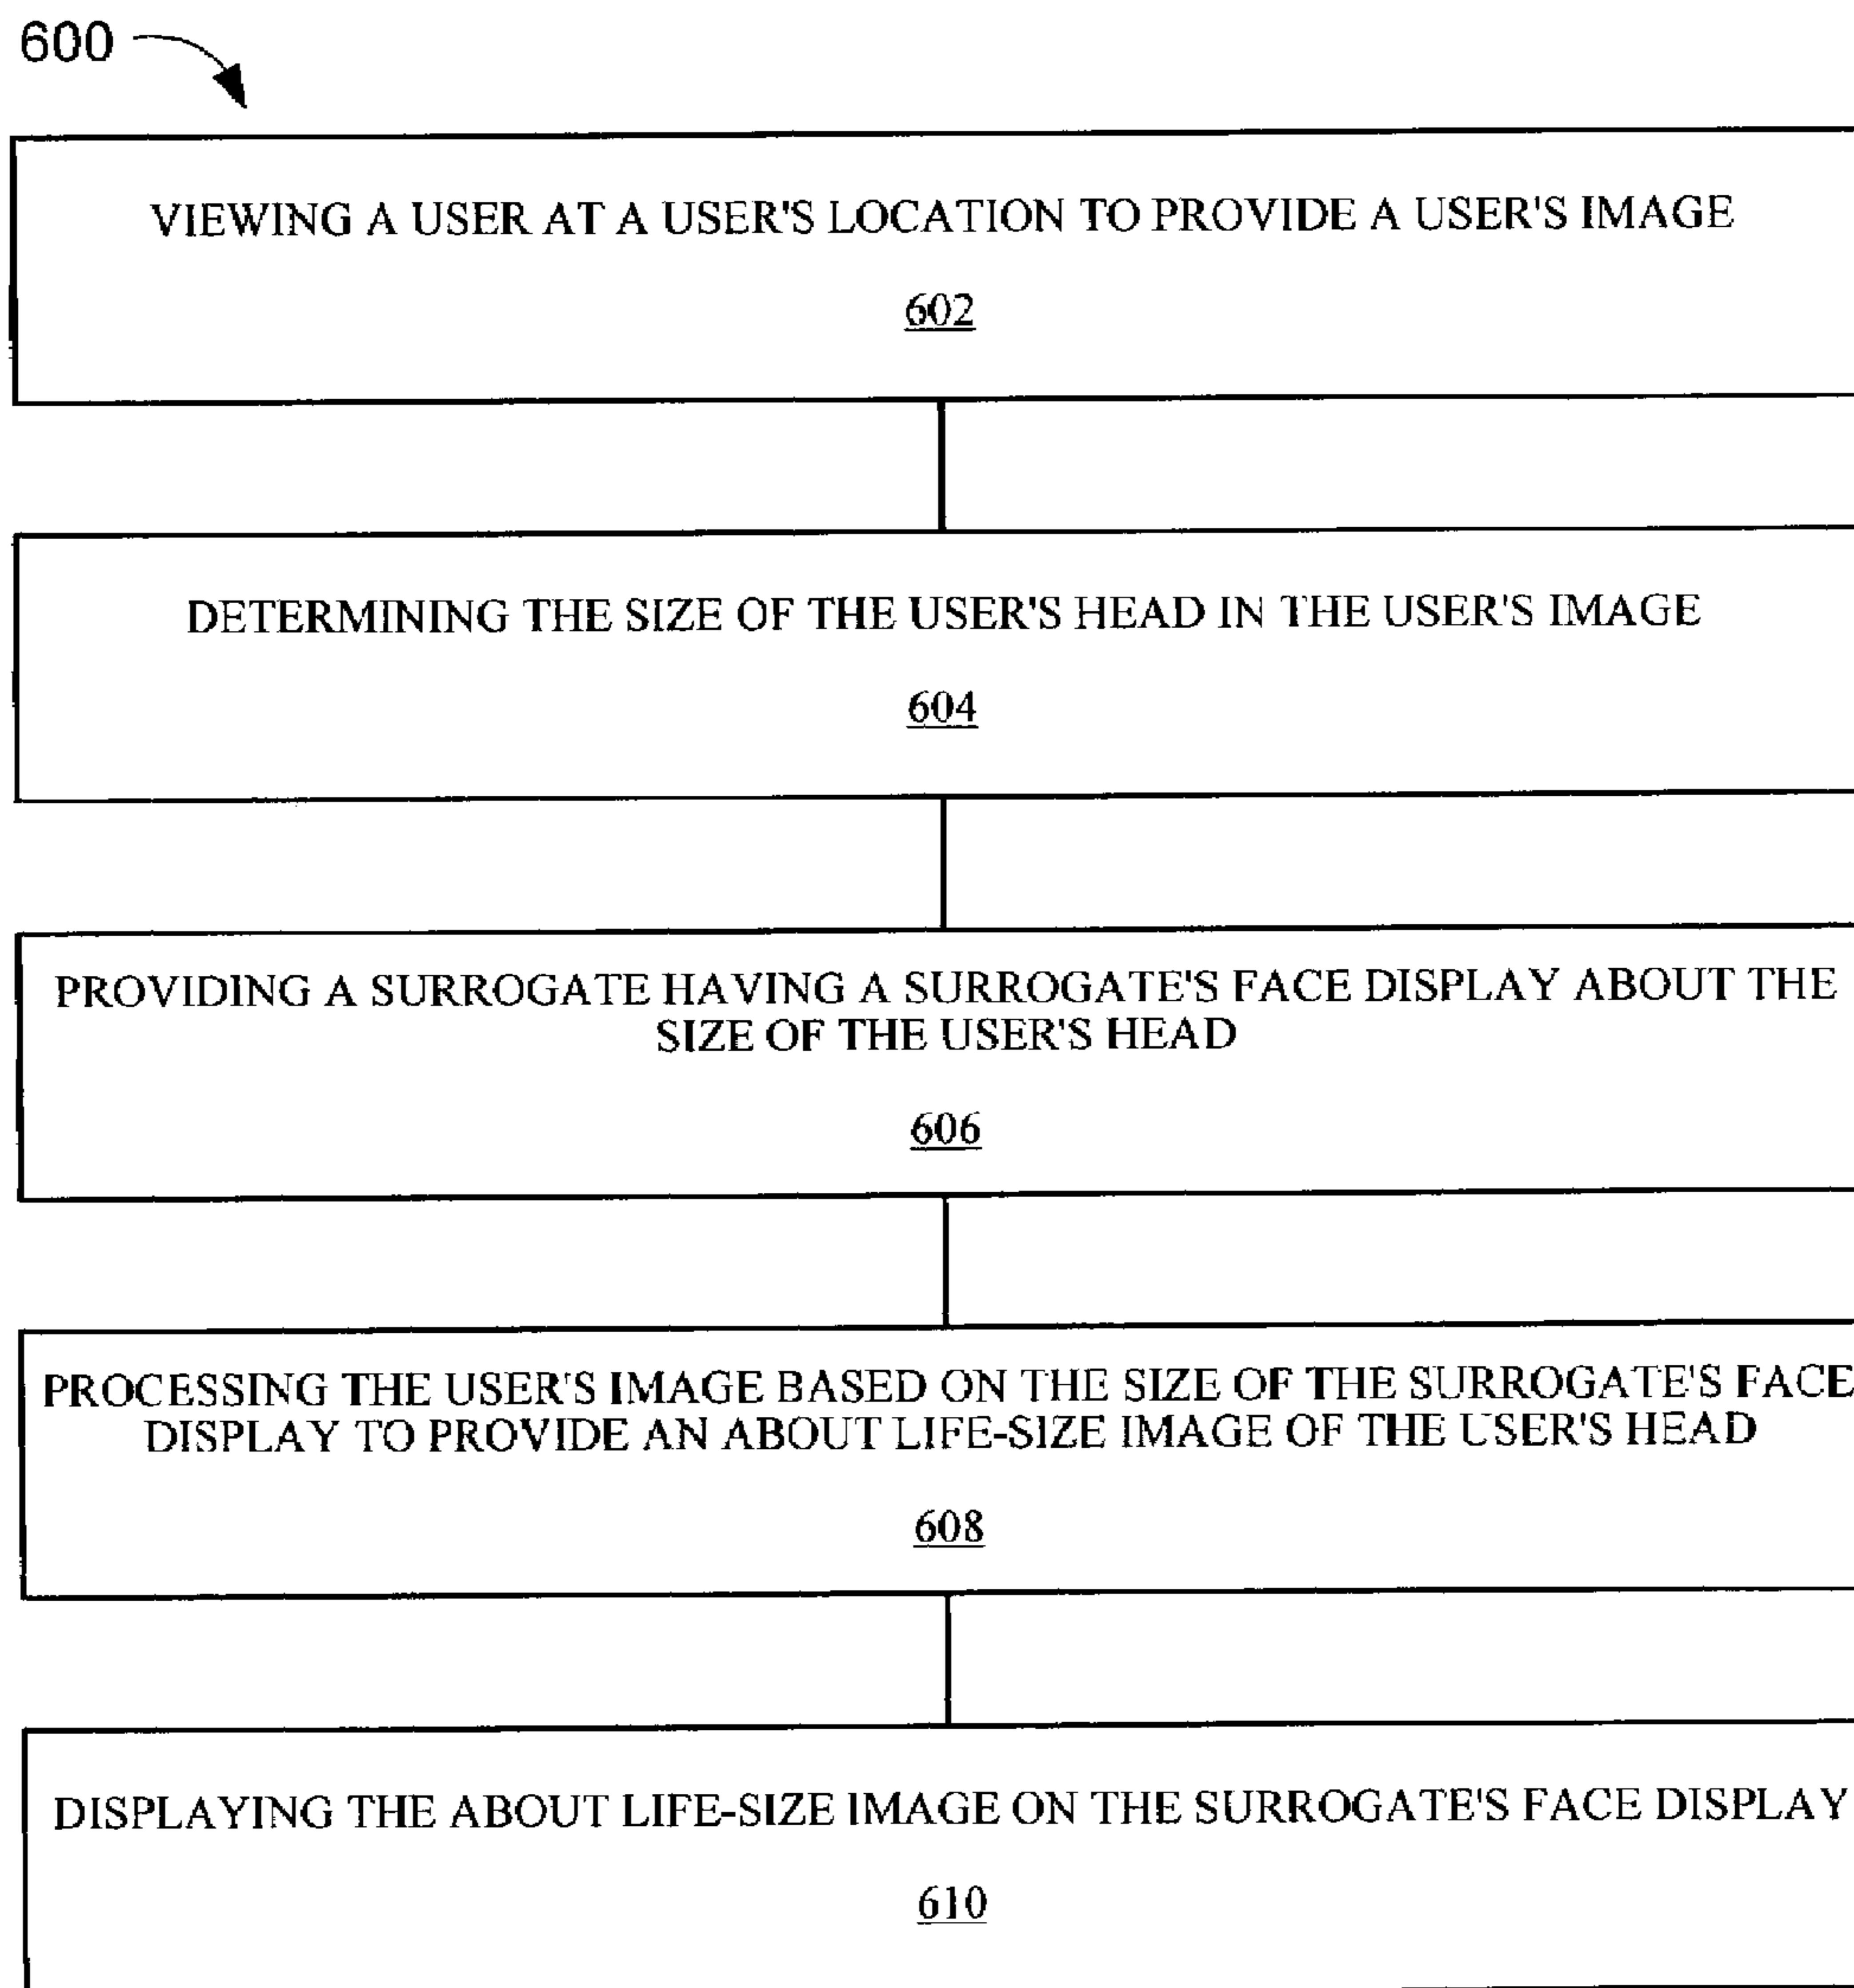 600
VIEWING A USER AT A USER'S LOCATION TO PROVIDE A USER'S IMAGE
602
DETERMINING THE SIZE OF THE USER'S HEAD IN THE USER'S IMAGE
604
PROVIDING A SURROGATE HAVING A SURROGATE'S FACE DISPLAY ABOUT THE
SIZE OF THE USER'S HEAD
606
PROCESSING THE USER'S IMAGE BASED ON THE SIZE OF THE SURROGATE'S FACE
DISPLAY TO PROVIDE AN ABOUT LIFE-SIZE IMAGE OF THE USER'S HEAD
608
DISPLAYING THE ABOUT LIFE-SIZE IMAGE ON THE SURROGATE'S FACE DISPLAY
610